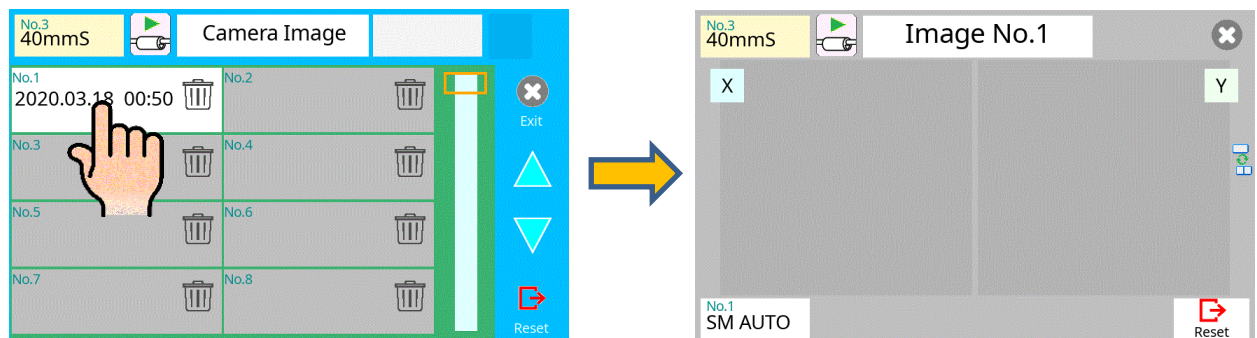 No.3
40mmS
Camera Image
No.1
2020.03.18 00:50
No.2
No.3
No.4
No.5
No.6
No.7
No.8
Exit
Reset
No.3
40mmS
Image No.1
X
Y
No.1
SM AUTO
Reset